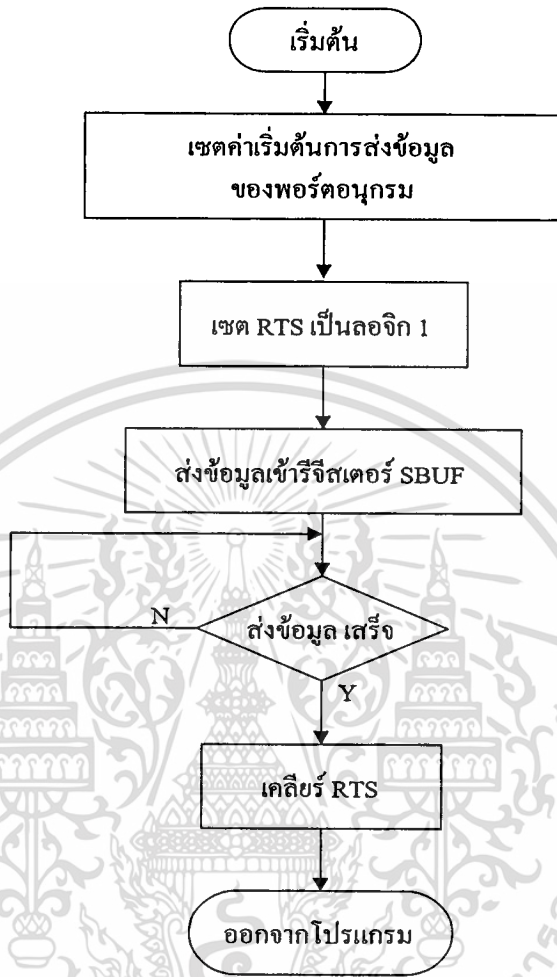 เริ่มต้น
เซตค่าเริ่มต้นการส่งข้อมูล
ของพอร์ตอนุกรม
เซต RTS เป็นลอจิก 1
ส่งข้อมูลเข้ารีจีสเตอร์ SBUF
N
ส่งข้อมูล เสร็จ
Y
เคลียร์ RTS
ออกจากโปรแกรม